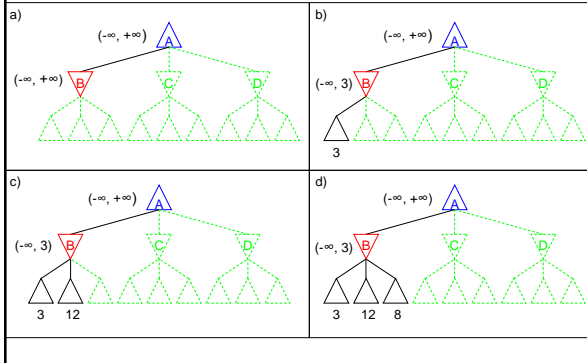 a)
(-∞, +∞) A
(-∞, +∞) B C D
b)
(-∞, +∞) A
(-∞, 3) B C D
3
c)
(-∞, +∞) A
(-∞, 3) B C D
3 12
d)
(-∞, +∞) A
(-∞, 3) B C D
3 12 8